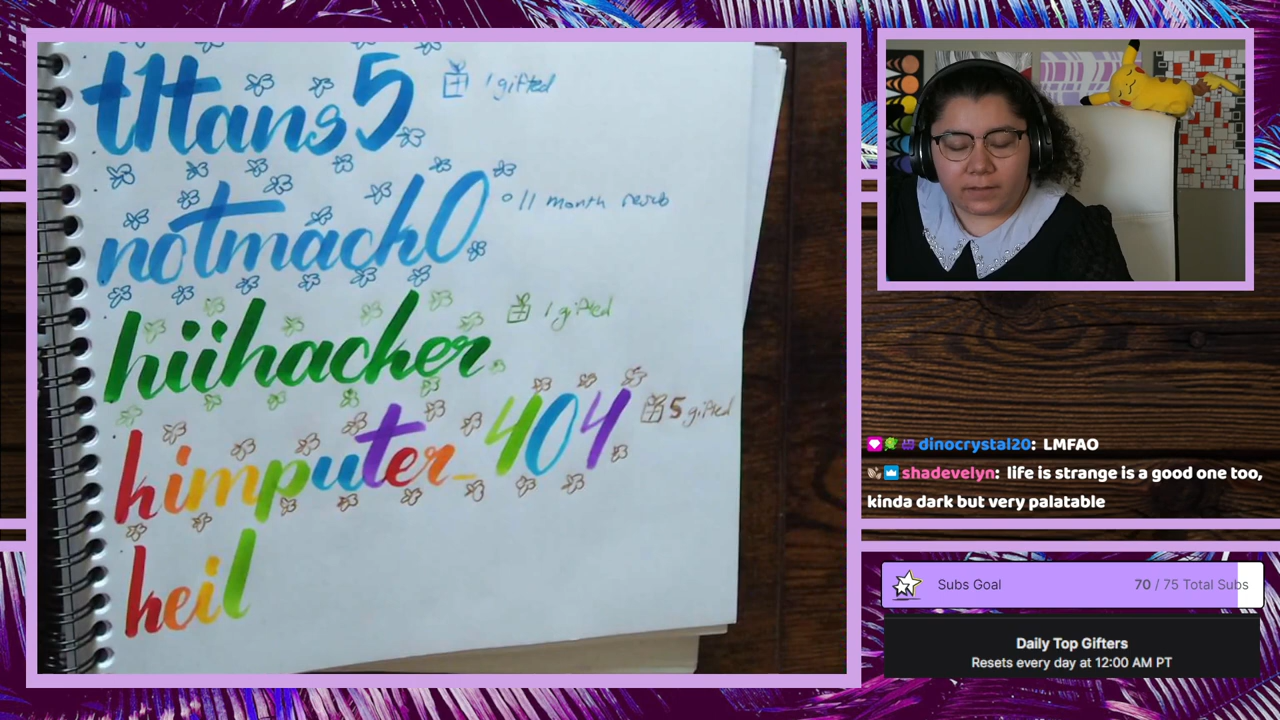 tItans5
1 gifted
notmach0
11 month resub
hiihacker
1 gifted
himputer_404
5 gifted
heil
dinocrystal20: LMFAO
shadevelyn: life is strange is a good one too,
kinda dark but very palatable
Subs Goal 70 / 75 Total Subs
Daily Top Gifters
Resets every day at 12:00 AM PT